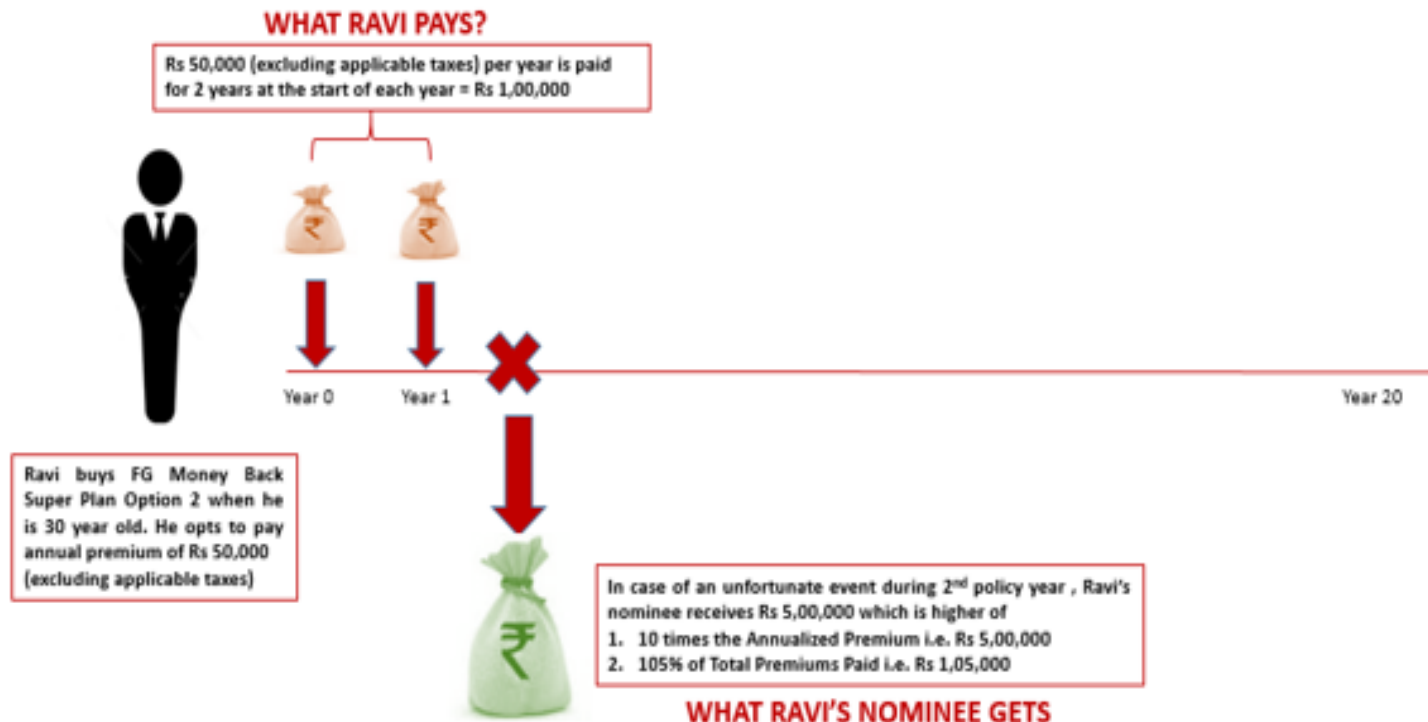 WHAT RAVI PAYS?
Rs 50,000 (excluding applicable taxes) per year is paid
for 2 years at the start of each year = Rs 1,00,000
₹ ₹
Year 0 Year 1 Year 20
Ravi buys FG Money Back
Super Plan Option 2 when he
is 30 year old. He opts to pay
annual premium of Rs 50,000
(excluding applicable taxes)
₹
In case of an unfortunate event during 2nd policy year , Ravi's
nominee receives Rs 5,00,000 which is higher of
1. 10 times the Annualized Premium i.e. Rs 5,00,000
2. 105% of Total Premiums Paid i.e. Rs 1,05,000
WHAT RAVI'S NOMINEE GETS